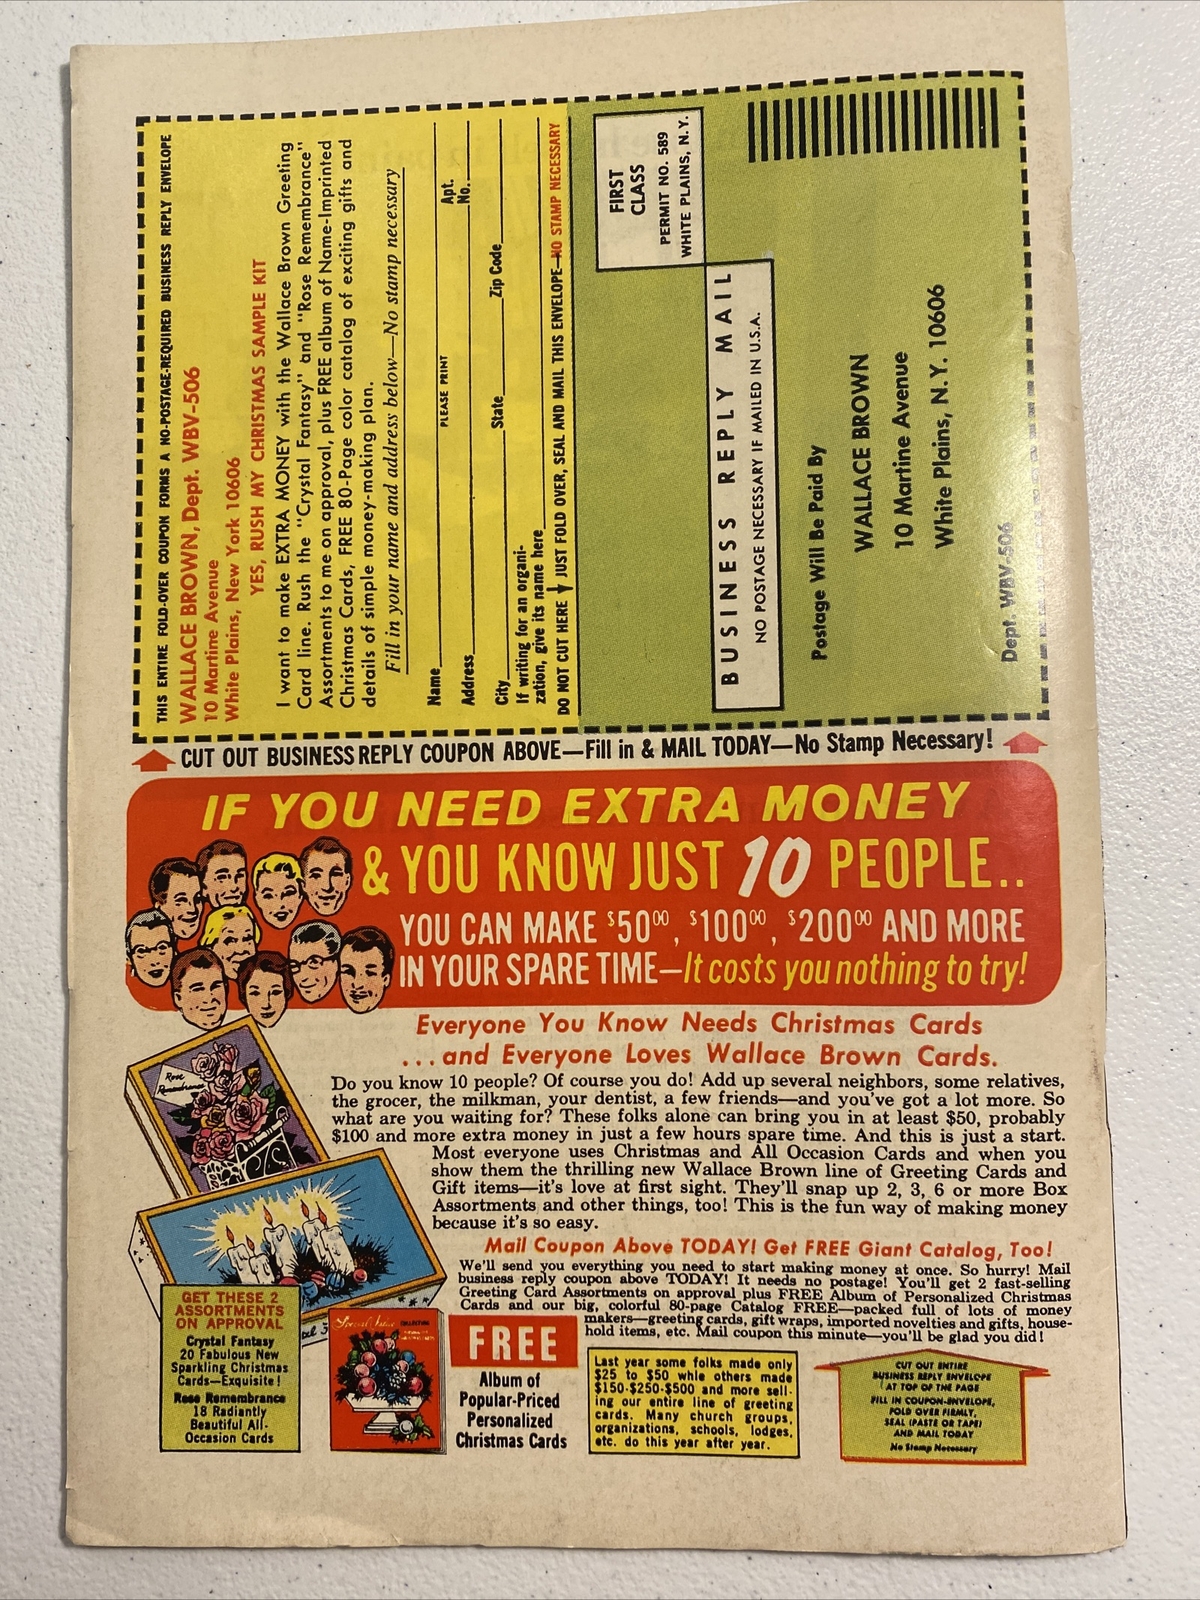 THIS ENTIRE FOLD-OVER COUPON FORMS A NO-POSTAGE-REQUIRED BUSINESS REPLY ENVELOPE
WALLACE BROWN, Dept. WBV-506
10 Martine Avenue
White Plains, New York 10606
YES, RUSH MY CHRISTMAS SAMPLE KIT
I want to make EXTRA MONEY with the Wallace Brown Greeting
Card line. Rush the "Crystal Fantasy" and "Rose Remembrance"
Assortments to me on approval, plus FREE album of Name-Imprinted
Christmas Cards, FREE 80-Page color catalog of exciting gifts and
details of simple money-making plan.
Fill in your name and address below—No stamp necessary
Name
PLEASE PRINT
Address
Apt. No.
City
State
Zip Code
If writing for an organi-
zation, give its name here
DO NOT CUT HERE JUST FOLD OVER, SEAL AND MAIL THIS ENVELOPE—NO STAMP NECESSARY
FIRST
CLASS
PERMIT NO. 589
WHITE PLAINS, N.Y.
BUSINESS REPLY MAIL
NO POSTAGE NECESSARY IF MAILED IN U.S.A.
Postage Will Be Paid By
WALLACE BROWN
10 Martine Avenue
White Plains, N.Y. 10606
Dept. WBV-506
CUT OUT BUSINESS REPLY COUPON ABOVE—Fill in & MAIL TODAY—No Stamp Necessary!
IF YOU NEED EXTRA MONEY
& YOU KNOW JUST 10 PEOPLE..
YOU CAN MAKE $50.00, $100.00, $200.00 AND MORE
IN YOUR SPARE TIME—It costs you nothing to try!
Everyone You Know Needs Christmas Cards
...and Everyone Loves Wallace Brown Cards.
Do you know 10 people? Of course you do! Add up several neighbors, some relatives,
the grocer, the milkman, your dentist, a few friends—and you've got a lot more. So
what are you waiting for? These folks alone can bring you in at least $50, probably
$100 and more extra money in just a few hours spare time. And this is just a start.
Most everyone uses Christmas and All Occasion Cards and when you
show them the thrilling new Wallace Brown line of Greeting Cards and
Gift items—it's love at first sight. They'll snap up 2, 3, 6 or more Box
Assortments and other things, too! This is the fun way of making money
because it's so easy.
Mail Coupon Above TODAY! Get FREE Giant Catalog, Too!
We'll send you everything you need to start making money at once. So hurry! Mail
business reply coupon above TODAY! It needs no postage! You'll get 2 fast-selling
Greeting Card Assortments on approval plus FREE Album of Personalized Christmas
Cards and our big, colorful 80-page Catalog FREE—packed full of lots of money
makers—greeting cards, gift wraps, imported novelties and gifts, house-
hold items, etc. Mail coupon this minute—you'll be glad you did!
Rose
Remembrance
GET THESE 2
ASSORTMENTS
ON APPROVAL
Crystal Fantasy
20 Fabulous New
Sparkling Christmas
Cards—Exquisite!
Rose Remembrance
18 Radiantly
Beautiful All-
Occasion Cards
Special Issue
COLLECTION
FREE
Album of
Popular-Priced
Personalized
Christmas Cards
Last year some folks made only
$25 to $50 while others made
$150-$250-$500 and more sell-
ing our entire line of greeting
cards. Many church groups,
organizations, schools, lodges,
etc. do this year after year.
CUT OUT ENTIRE
BUSINESS REPLY ENVELOPE
AT TOP OF THE PAGE
FILL IN COUPON-ENVELOPE,
FOLD OVER FIRMLY,
SEAL (PASTE OR TAPE)
AND MAIL TODAY
No Stamp Necessary